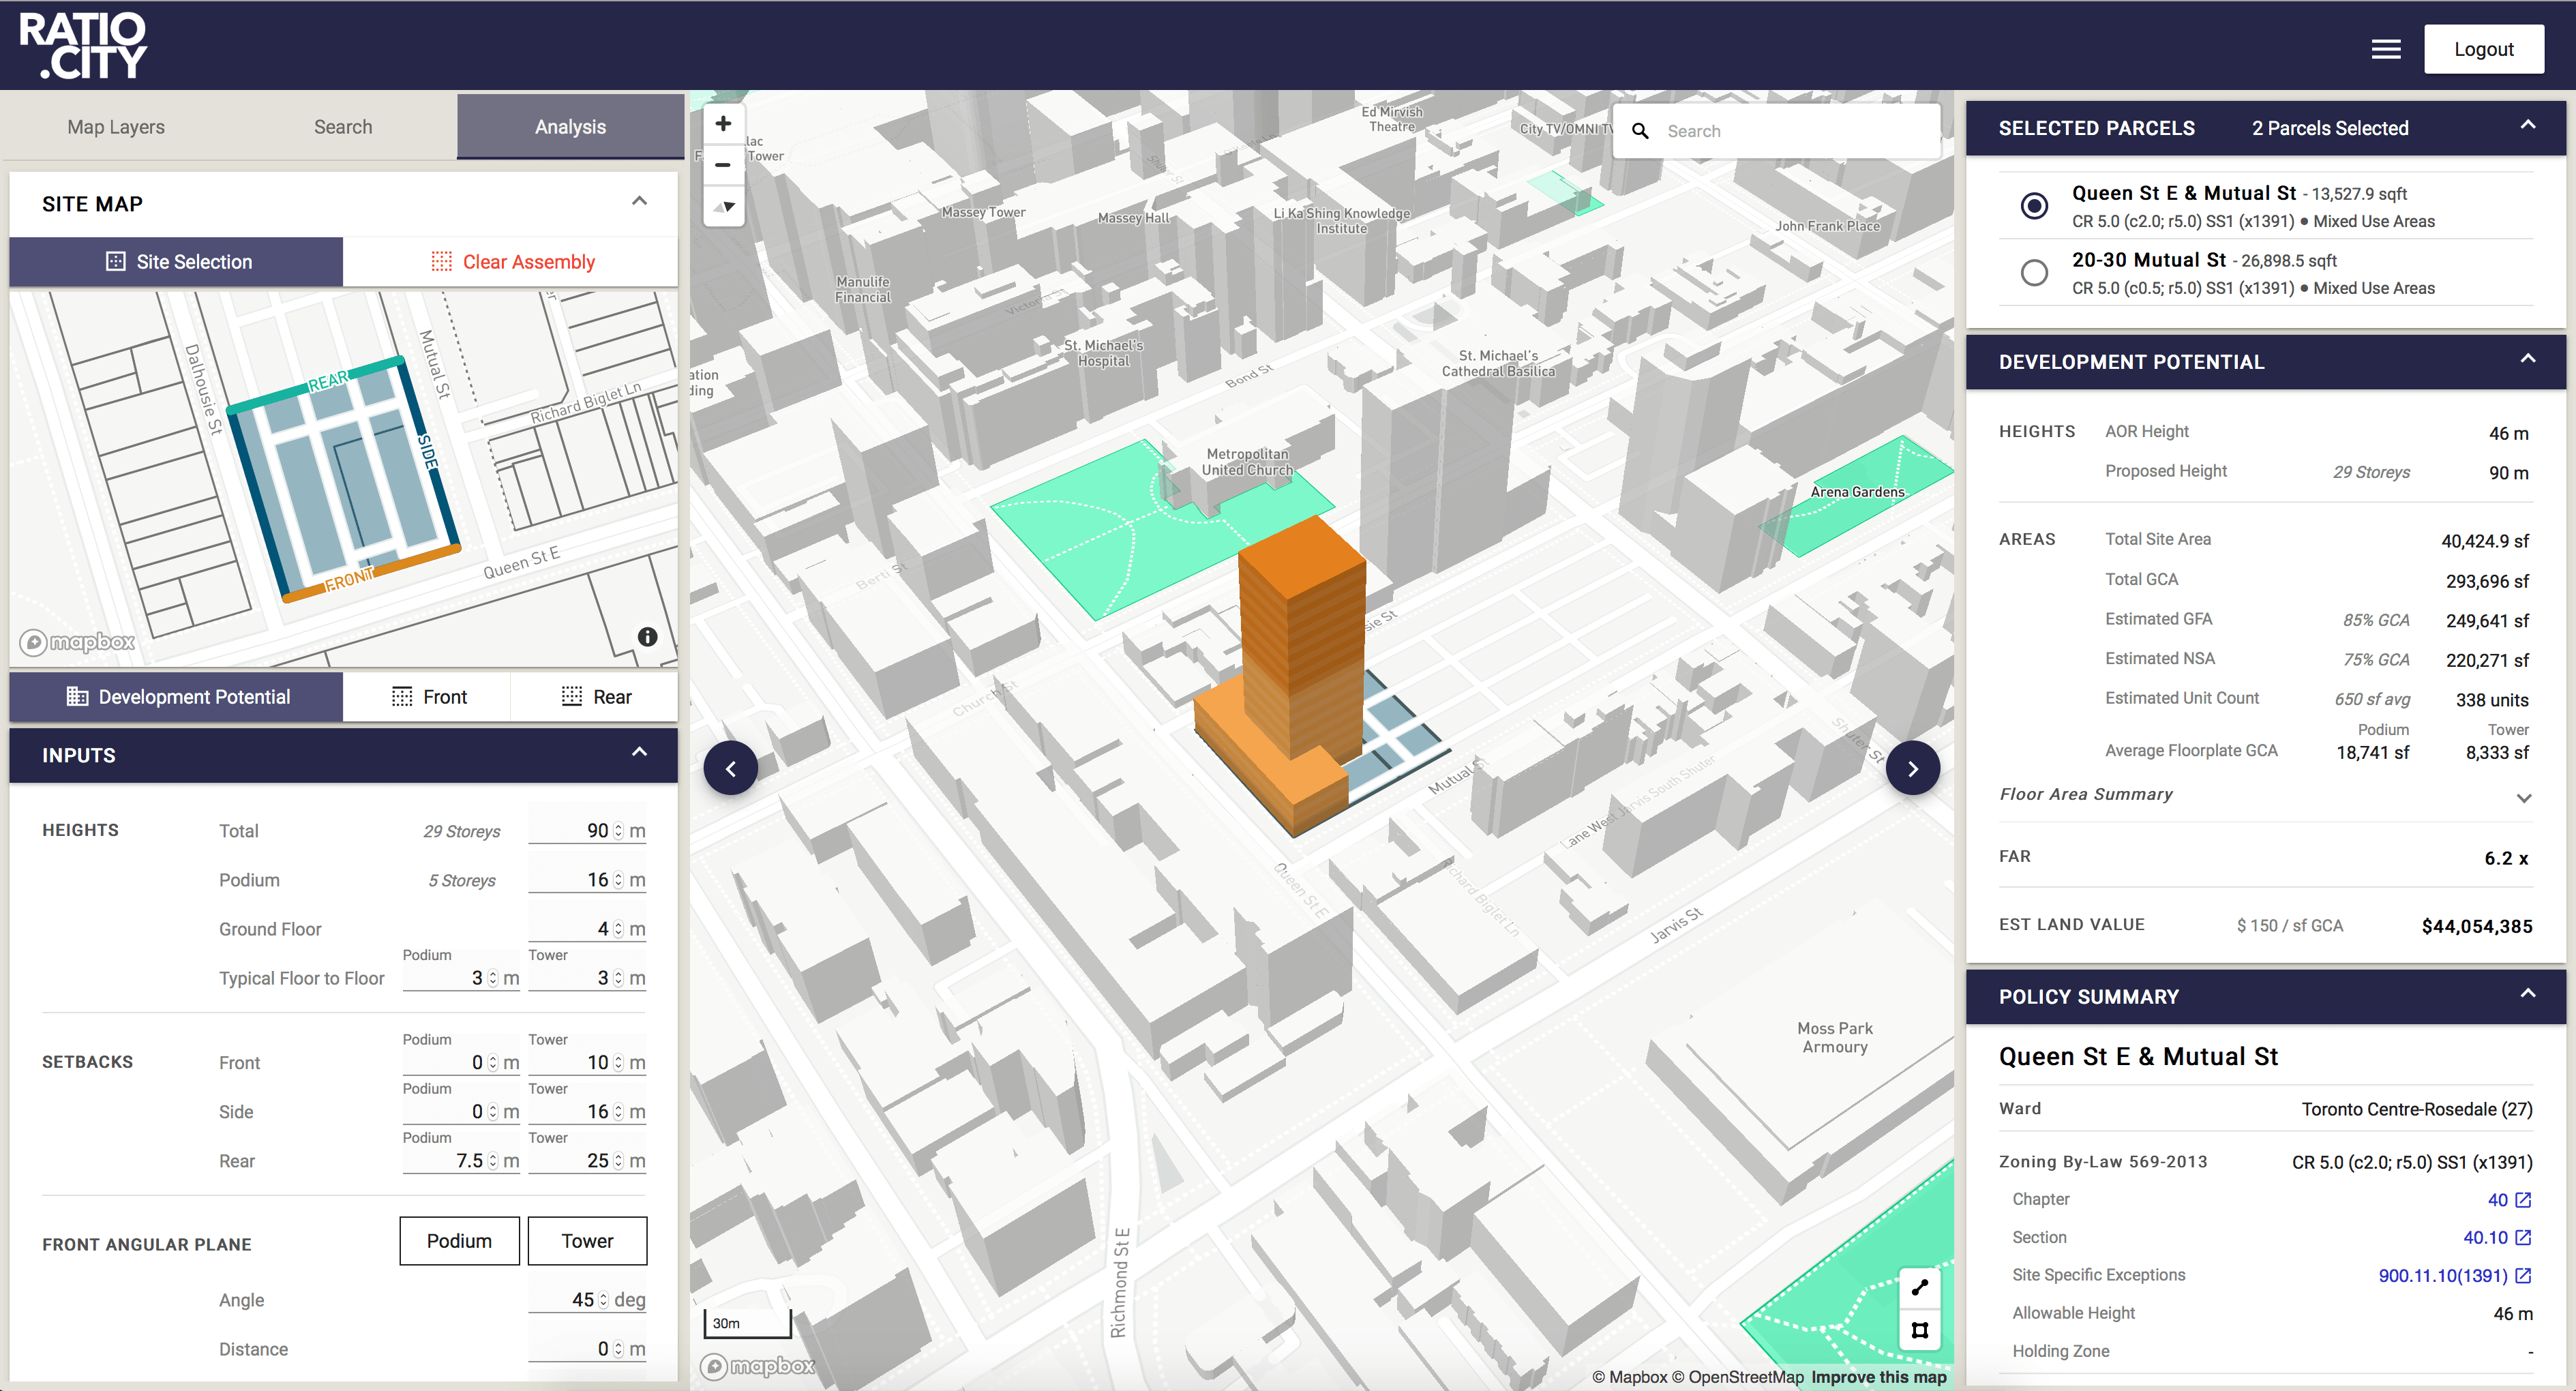 RATIO
.CITY
Logout
Map Layers
Search
Analysis
SITE MAP
Site Selection
Clear Assembly
Dalhousie St
REAR
Mutual St
SIDE
Richard Biglet Ln
FRONT
Queen St E
mapbox
Development Potential
Front
Rear
INPUTS
HEIGHTS
Total 29 Storeys 90 m
Podium 5 Storeys 16 m
Ground Floor 4 m
Podium Tower
Typical Floor to Floor 3 m 3 m
SETBACKS
Podium Tower
Front 0 m 10 m
Podium Tower
Side 0 m 16 m
Podium Tower
Rear 7.5 m 25 m
FRONT ANGULAR PLANE Podium Tower
Angle 45 deg
Distance 0 m
Search
Ed Mirvish
Theatre
City TV/OMNI TV
Tower
Massey Tower
Massey Hall
Li Ka Shing Knowledge
Institute
John Frank Place
Manulife
Financial
Victoria St
St. Michael's
Hospital
Bond St
St. Michael's
Cathedral Basilica
Metropolitan
United Church
Arena Gardens
Berti St
Church St
Mutual St
Shuter St
Lane West Jarvis South Shuter
Queen St E
Richard Biglet Ln
Jarvis St
Moss Park
Armoury
Richmond St E
30m
mapbox
© Mapbox © OpenStreetMap Improve this map
SELECTED PARCELS 2 Parcels Selected
Queen St E & Mutual St - 13,527.9 sqft
CR 5.0 (c2.0; r5.0) SS1 (x1391) • Mixed Use Areas
20-30 Mutual St - 26,898.5 sqft
CR 5.0 (c0.5; r5.0) SS1 (x1391) • Mixed Use Areas
DEVELOPMENT POTENTIAL
HEIGHTS AOR Height 46 m
Proposed Height 29 Storeys 90 m
AREAS Total Site Area 40,424.9 sf
Total GCA 293,696 sf
Estimated GFA 85% GCA 249,641 sf
Estimated NSA 75% GCA 220,271 sf
Estimated Unit Count 650 sf avg 338 units
Podium Tower
Average Floorplate GCA 18,741 sf 8,333 sf
Floor Area Summary
FAR 6.2 x
EST LAND VALUE $ 150 / sf GCA $44,054,385
POLICY SUMMARY
Queen St E & Mutual St
Ward Toronto Centre-Rosedale (27)
Zoning By-Law 569-2013 CR 5.0 (c2.0; r5.0) SS1 (x1391)
Chapter 40
Section 40.10
Site Specific Exceptions 900.11.10(1391)
Allowable Height 46 m
Holding Zone -